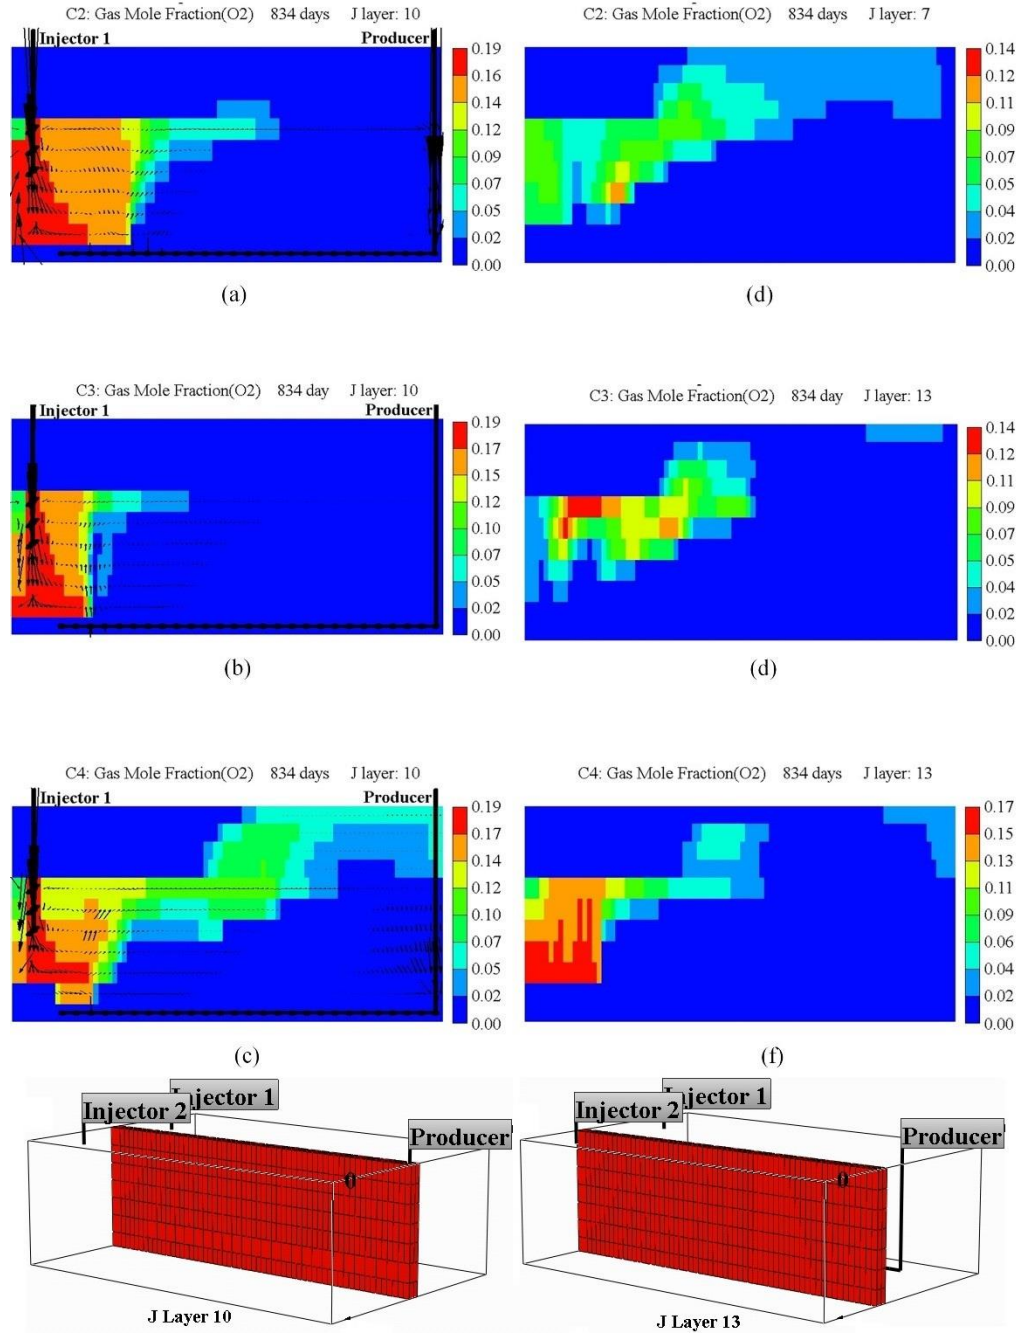 C2: Gas Mole Fraction(O2) 834 days J layer: 10
Injector 1 Producer
0.19
0.16
0.14
0.12
0.09
0.07
0.05
0.02
0.00
(a)
C2: Gas Mole Fraction(O2) 834 days J layer: 7
0.14
0.12
0.11
0.09
0.07
0.05
0.04
0.02
0.00
(d)
C3: Gas Mole Fraction(O2) 834 day J layer: 10
Injector 1 Producer
0.19
0.17
0.15
0.12
0.10
0.07
0.05
0.02
0.00
(b)
C3: Gas Mole Fraction(O2) 834 day J layer: 13
0.14
0.12
0.11
0.09
0.07
0.05
0.04
0.02
0.00
(d)
C4: Gas Mole Fraction(O2) 834 days J layer: 10
Injector 1 Producer
0.19
0.17
0.14
0.12
0.10
0.07
0.05
0.02
0.00
(c)
C4: Gas Mole Fraction(O2) 834 days J layer: 13
0.17
0.15
0.13
0.11
0.09
0.06
0.04
0.02
0.00
(f)
Injector 1
Injector 2
Producer
0
J Layer 10
Injector 1
Injector 2
Producer
0
J Layer 13